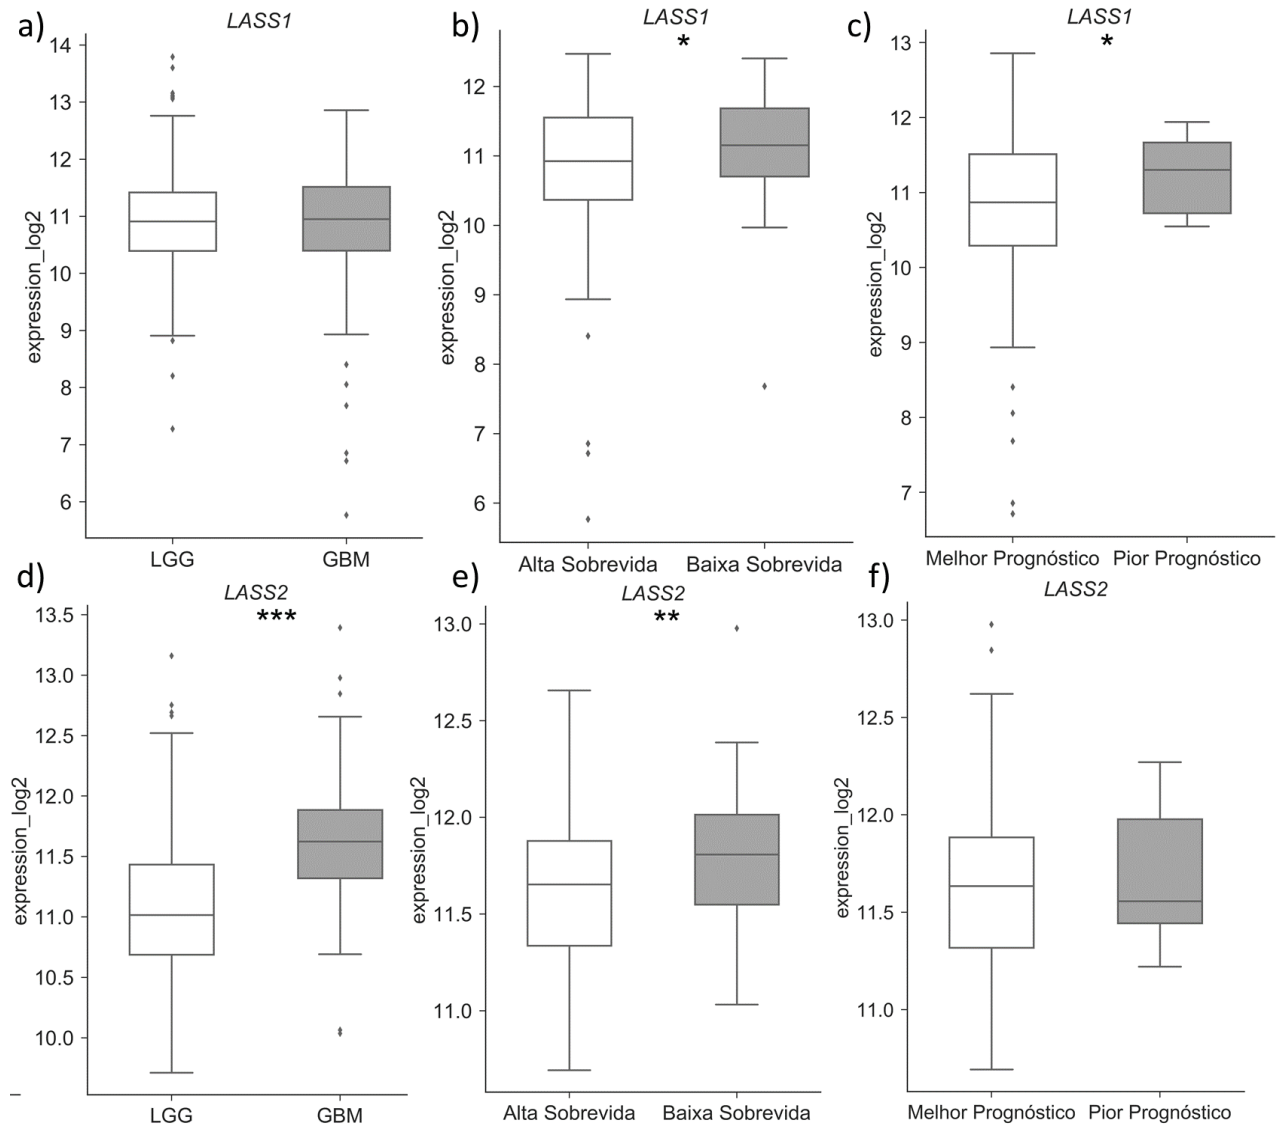 a)
LASS1
expression_log2
14
13
12
11
10
9
8
7
6
LGG GBM
b)
LASS1
*
expression_log2
12
11
10
9
8
7
6
Alta Sobrevida Baixa Sobrevida
c)
LASS1
*
expression_log2
13
12
11
10
9
8
7
Melhor Prognóstico Pior Prognóstico
d)
LASS2
***
expression_log2
13.5
13.0
12.5
12.0
11.5
11.0
10.5
10.0
LGG GBM
e)
LASS2
**
expression_log2
13.0
12.5
12.0
11.5
11.0
Alta Sobrevida Baixa Sobrevida
f)
LASS2
expression_log2
13.0
12.5
12.0
11.5
11.0
Melhor Prognóstico Pior Prognóstico